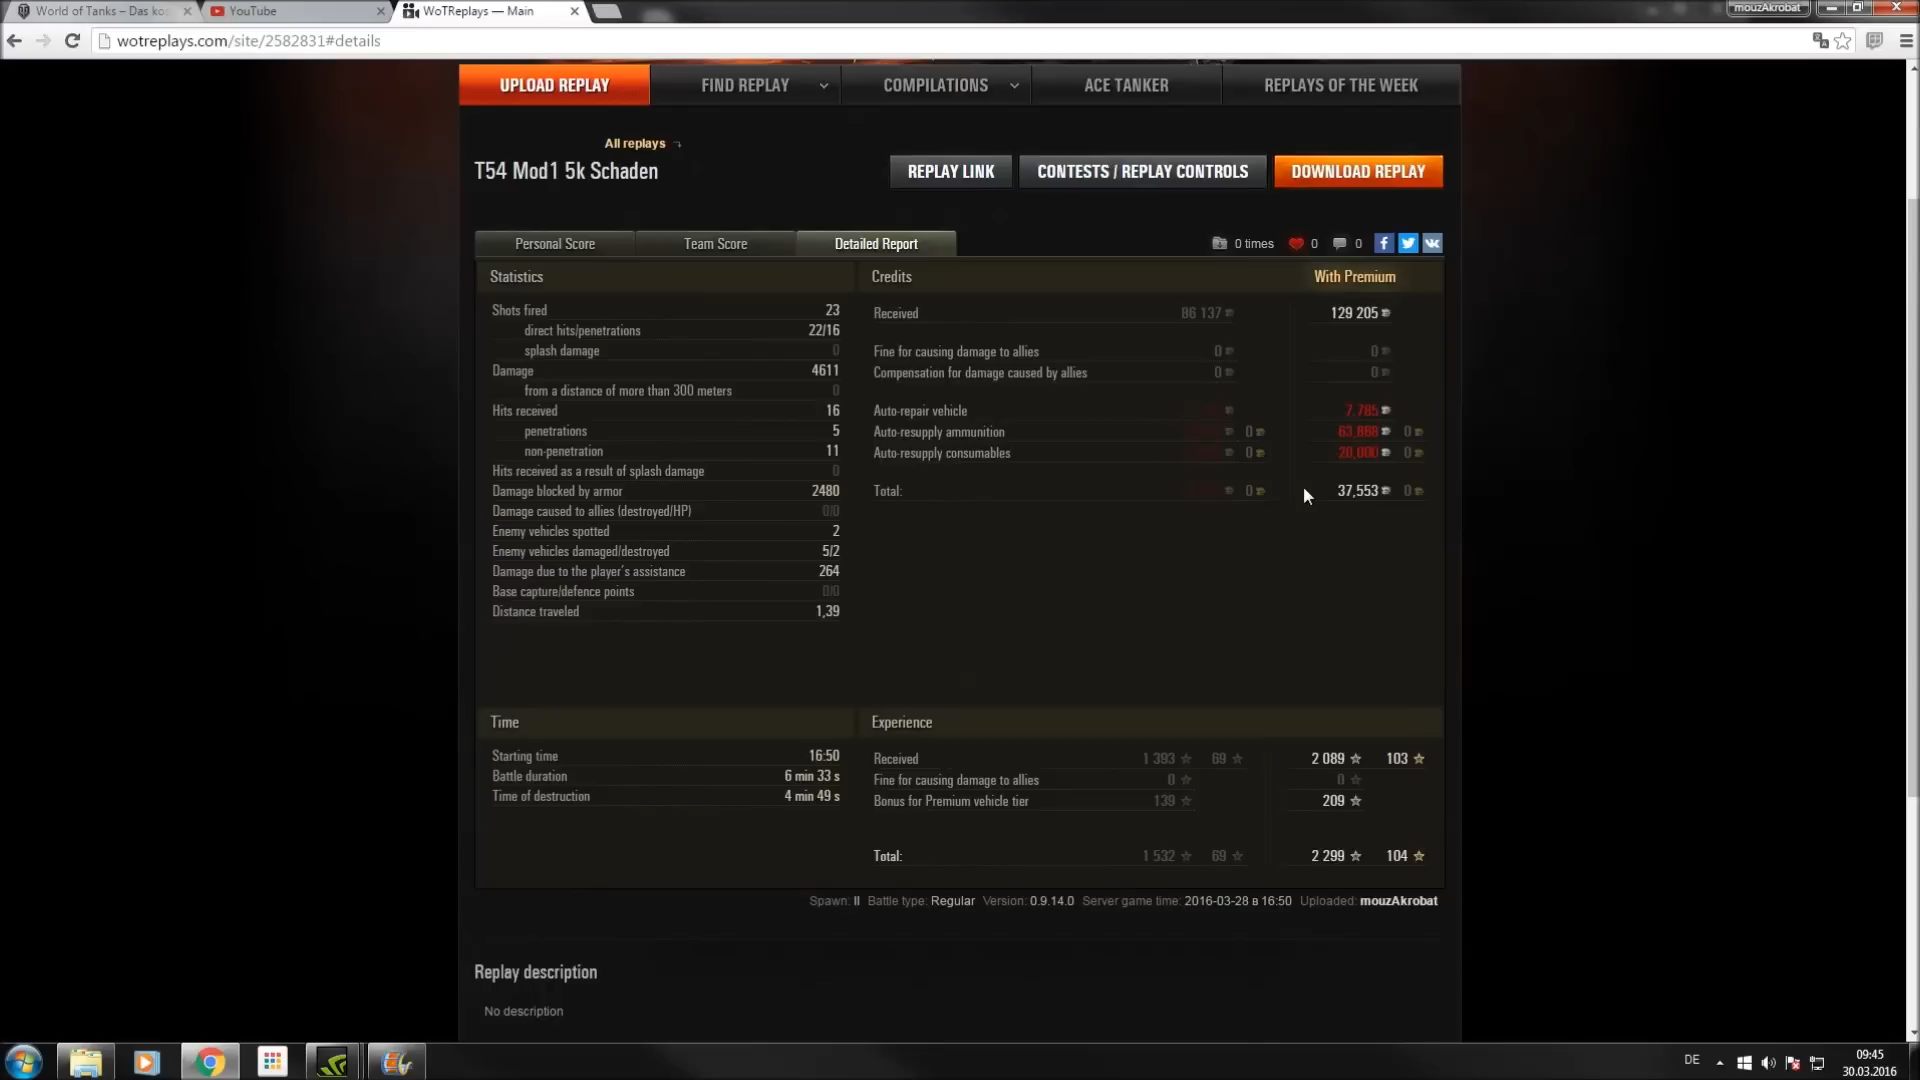 World of Tanks – Das kos
YouTube
WoTReplays — Main
mouzAkrobat
wotreplays.com/site/2582831#details
UPLOAD REPLAY
FIND REPLAY
COMPILATIONS
ACE TANKER
REPLAYS OF THE WEEK
All replays
T54 Mod1 5k Schaden
REPLAY LINK
CONTESTS / REPLAY CONTROLS
DOWNLOAD REPLAY
Personal Score
Team Score
Detailed Report
0 times
0
0
Statistics
Shots fired 23
direct hits/penetrations 22/16
splash damage 0
Damage 4611
from a distance of more than 300 meters 0
Hits received 16
penetrations 5
non-penetration 11
Hits received as a result of splash damage 0
Damage blocked by armor 2480
Damage caused to allies (destroyed/HP) 0/0
Enemy vehicles spotted 2
Enemy vehicles damaged/destroyed 5/2
Damage due to the player's assistance 264
Base capture/defence points 0/0
Distance traveled 1,39
Credits With Premium
Received 86 137 129 205
Fine for causing damage to allies 0 0
Compensation for damage caused by allies 0 0
Auto-repair vehicle 7,785
Auto-resupply ammunition 0 63,868 0
Auto-resupply consumables 0 20,000 0
Total: 0 37,553 0
Time
Starting time 16:50
Battle duration 6 min 33 s
Time of destruction 4 min 49 s
Experience
Received 1 393 69 2 089 103
Fine for causing damage to allies 0 0
Bonus for Premium vehicle tier 139 209
Total: 1 532 69 2 299 104
Spawn: II Battle type: Regular Version: 0.9.14.0 Server game time: 2016-03-28 в 16:50 Uploaded: mouzAkrobat
Replay description
No description
DE
09:45
30.03.2016